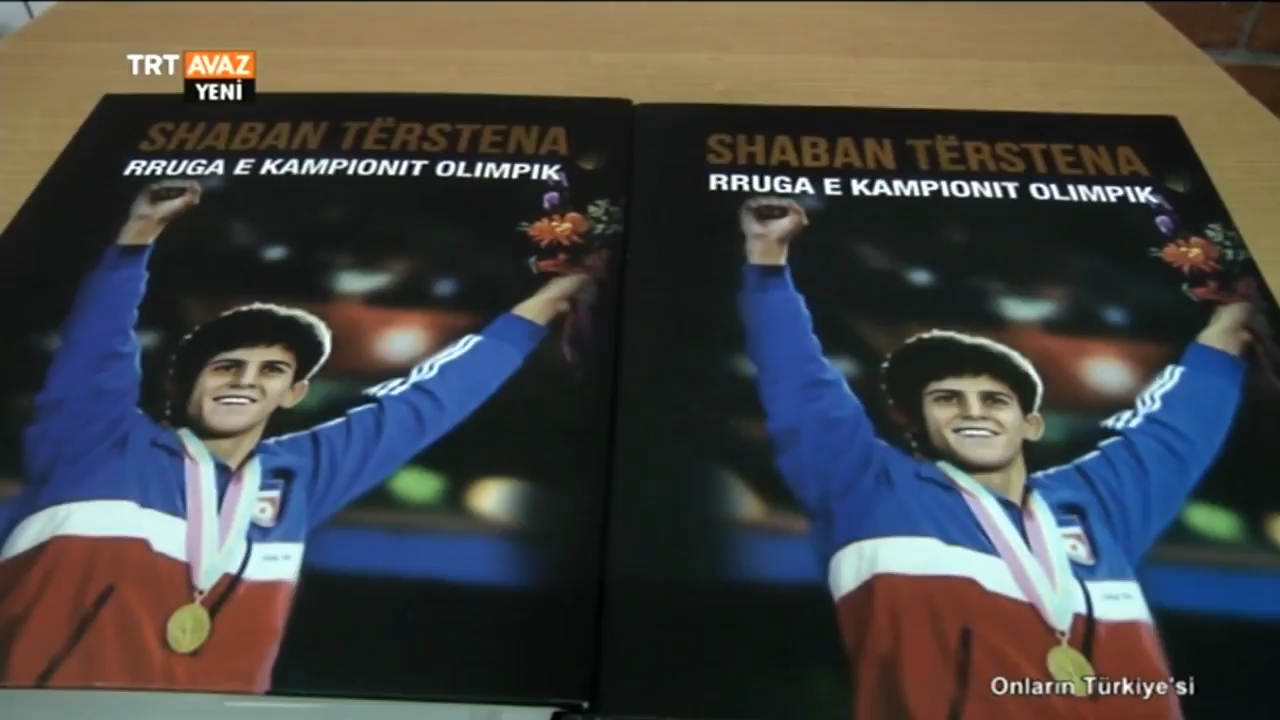 TRT AVAZ
YENİ
SHABAN TËRSTENA
RRUGA E KAMPIONIT OLIMPIK
SHABAN TËRSTENA
RRUGA E KAMPIONIT OLIMPIK
Onların Türkiye'si